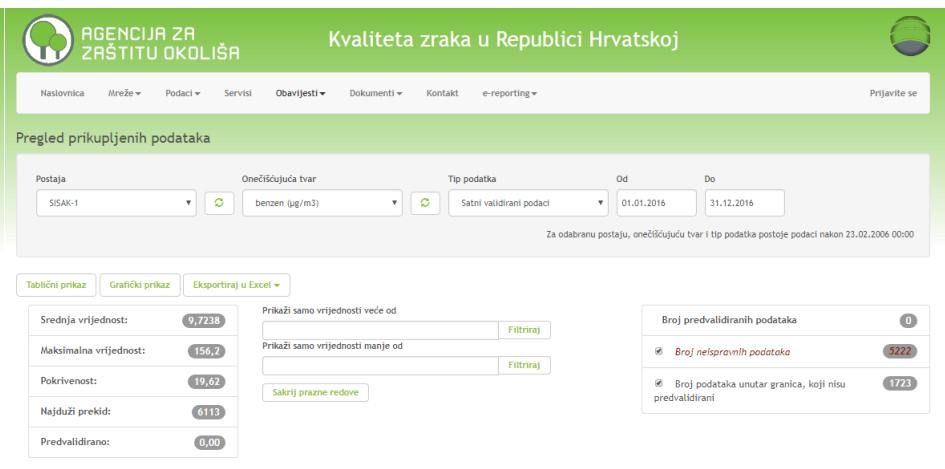 AGENCIJA ZA
ZAŠTITU OKOLIŠA
Kvaliteta zraka u Republici Hrvatskoj
Naslovnica Mreže Podaci Servisi Obavijesti Dokumenti Kontakt e-reporting Prijavite se
Pregled prikupljenih podataka
Postaja Onečišćujuća tvar Tip podatka Od Do
SISAK-1 benzen (µg/m3) Satni validirani podaci 01.01.2016 31.12.2016
Za odabranu postaju, onečišćujuću tvar i tip podatka postoje podaci nakon 23.02.2006 00:00
Tablični prikaz Grafički prikaz Eksportiraj u Excel
Srednja vrijednost: 9,7238
Maksimalna vrijednost: 156,2
Pokrivenost: 19,62
Najduži prekid: 6113
Predvalidirano: 0,00
Prikaži samo vrijednosti veće od
Filtriraj
Prikaži samo vrijednosti manje od
Filtriraj
Sakrij prazne redove
Broj predvalidiranih podataka 0
Broj neispravnih podataka 5222
Broj podataka unutar granica, koji nisu 1723
predvalidirani